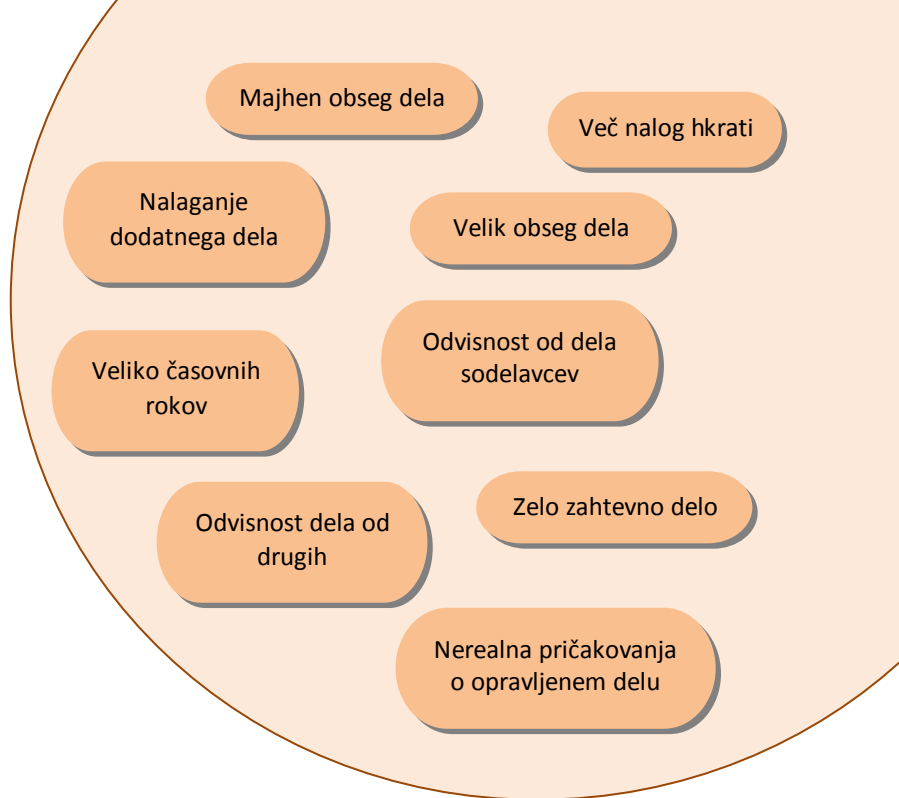 Majhen obseg dela
Več nalog hkrati
Nalaganje
dodatnega dela
Velik obseg dela
Odvisnost od dela
sodelavcev
Veliko časovnih
rokov
Zelo zahtevno delo
Odvisnost dela od
drugih
Nerealna pričakovanja
o opravljenem delu